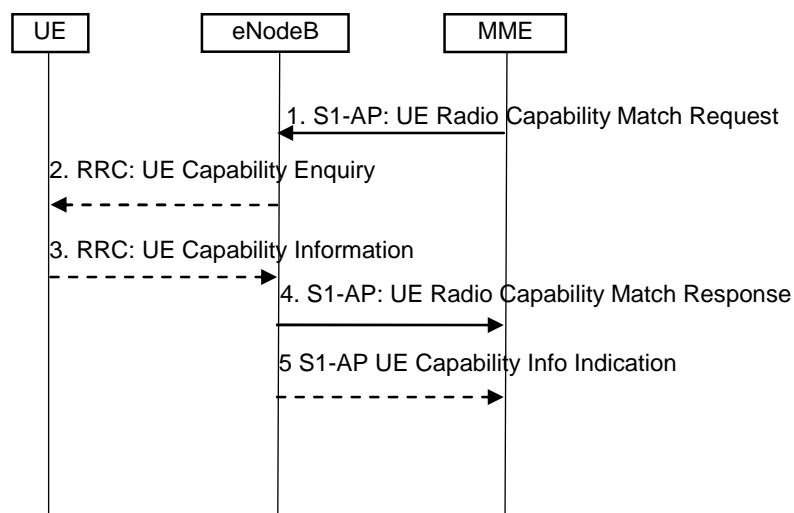 UE
eNodeB
MME
1. S1-AP: UE Radio Capability Match Request
2. RRC: UE Capability Enquiry
3. RRC: UE Capability Information
4. S1-AP: UE Radio Capability Match Response
5 S1-AP UE Capability Info Indication